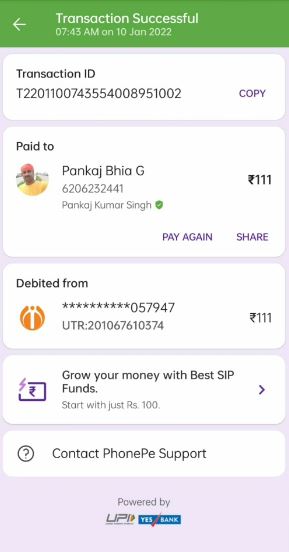 Transaction Successful
07:43 AM on 10 Jan 2022
Transaction ID
T2201100743554008951002
COPY
Paid to
Pankaj Bhia G
₹111
6206232441
Pankaj Kumar Singh
PAY AGAIN SHARE
Debited from
**********057947
₹111
UTR:201067610374
Grow your money with Best SIP
Funds.
Start with just Rs. 100.
Contact PhonePe Support
Powered by
UPI YES BANK